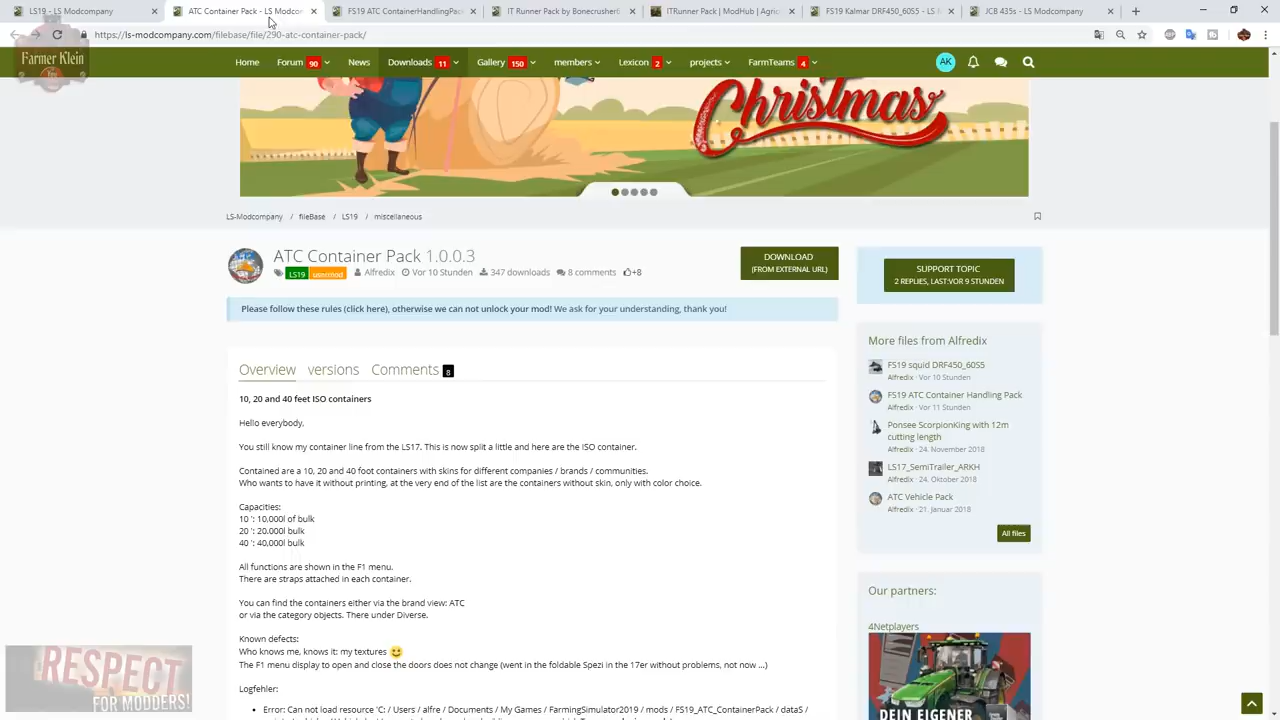 LS19 - LS Modcompany
ATC Container Pack - LS Modcom
FS19 ATC ContainerHandlingPack
IT Runner Pack by Bonecrusher6
ITRunner Pack | ModHub | Agric
FS19 Kalmar DRF450_60S5 - LS M
JCB 435s - LS Modcompany
https://ls-modcompany.com/filebase/file/290-atc-container-pack/
Farmer Klein
Home Forum 90 News Downloads 11 Gallery 150 members Lexicon 2 projects FarmTeams 4 AK
Christmas
LS-Modcompany / fileBase / LS19 / miscellaneous
ATC Container Pack 1.0.0.3
LS19 usermod Alfredix Vor 10 Stunden 347 downloads 8 comments +8
DOWNLOAD
(FROM EXTERNAL URL)
SUPPORT TOPIC
2 REPLIES, LAST:VOR 9 STUNDEN
Please follow these rules (click here), otherwise we can not unlock your mod! We ask for your understanding, thank you!
Overview versions Comments 8
10, 20 and 40 feet ISO containers
Hello everybody,
You still know my container line from the LS17. This is now split a little and here are the ISO container.
Contained are a 10, 20 and 40 foot containers with skins for different companies / brands / communities.
Who wants to have it without printing, at the very end of the list are the containers without skin, only with color choice.
Capacities:
10 ': 10,000l of bulk
20 ': 20.000l bulk
40 ': 40,000l bulk
All functions are shown in the F1 menu.
There are straps attached in each container.
You can find the containers either via the brand view: ATC
or via the category objects. There under Diverse.
Known defects:
Who knows me, knows it: my textures
The F1 menu display to open and close the doors does not change (went in the foldable Spezi in the 17er without problems, not now ...)
Logfehler:
Error: Can not load resource 'C: / Users / alfre / Documents / My Games / FarmingSimulator2019 / mods / FS19_ATC_ContainerPack / dataS /
More files from Alfredix
FS19 squid DRF450_60S5
Alfredix · Vor 10 Stunden
FS19 ATC Container Handling Pack
Alfredix · Vor 11 Stunden
Ponsee ScorpionKing with 12m
cutting length
Alfredix · 24. November 2018
LS17_SemiTrailer_ARKH
Alfredix · 24. Oktober 2018
ATC Vehicle Pack
Alfredix · 21. Januar 2018
All files
Our partners:
4Netplayers
DEIN EIGENER
RESPECT
FOR MODDERS!